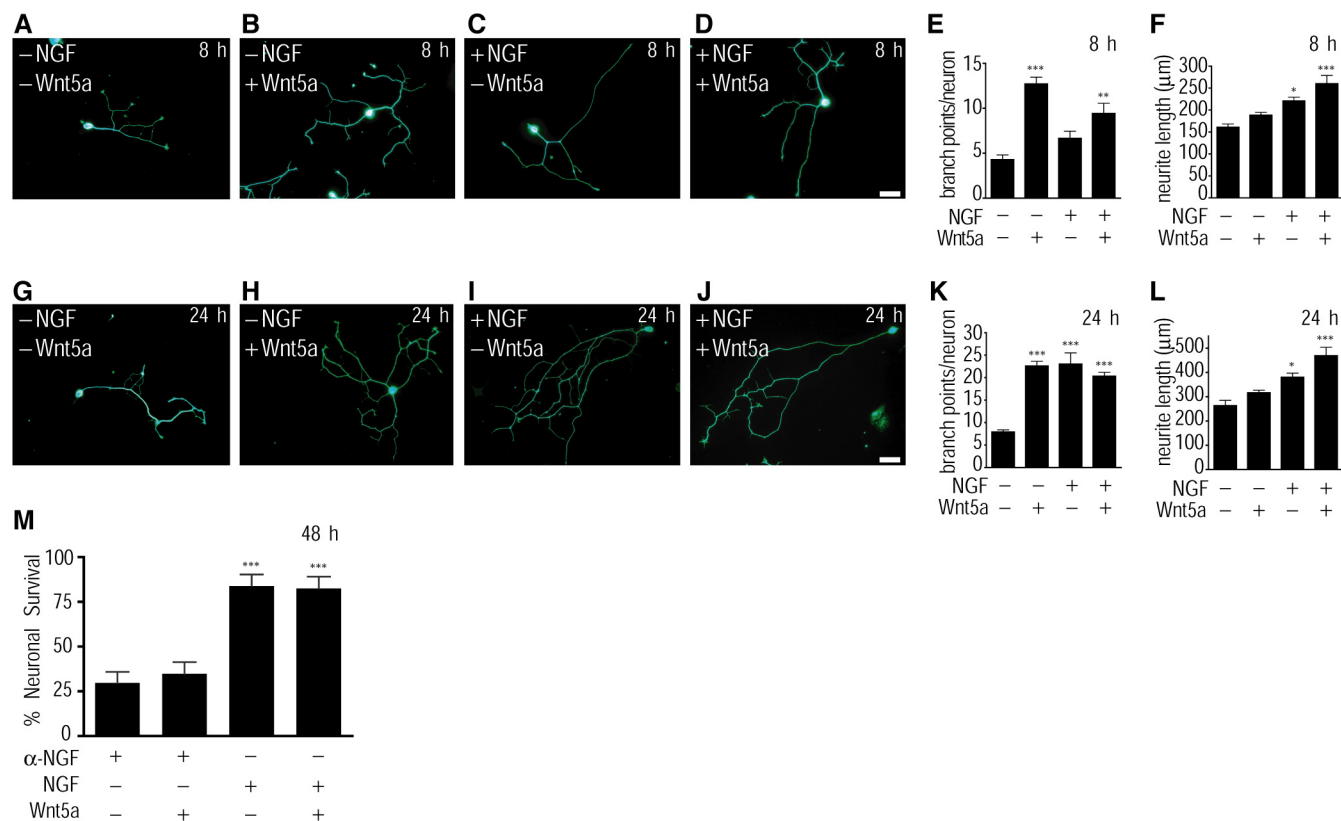 A
−NGF
−Wnt5a
8 h
B
−NGF
+Wnt5a
8 h
C
+NGF
−Wnt5a
8 h
D
+NGF
+Wnt5a
8 h
E
8 h
branch points/neuron
15
10
5
0
***
**
NGF − − + +
Wnt5a − + − +
F
8 h
neurite length (µm)
300
250
200
150
100
50
0
*
***
NGF − − + +
Wnt5a − + − +
G
−NGF
−Wnt5a
24 h
H
−NGF
+Wnt5a
24 h
I
+NGF
−Wnt5a
24 h
J
+NGF
+Wnt5a
24 h
K
24 h
branch points/neuron
30
25
20
15
10
5
0
***
***
***
NGF − − + +
Wnt5a − + − +
L
24 h
neurite length (µm)
500
400
300
200
100
0
*
***
NGF − − + +
Wnt5a − + − +
M
48 h
% Neuronal Survival
100
75
50
25
0
***
***
α-NGF + + − −
NGF − − + +
Wnt5a − + − +